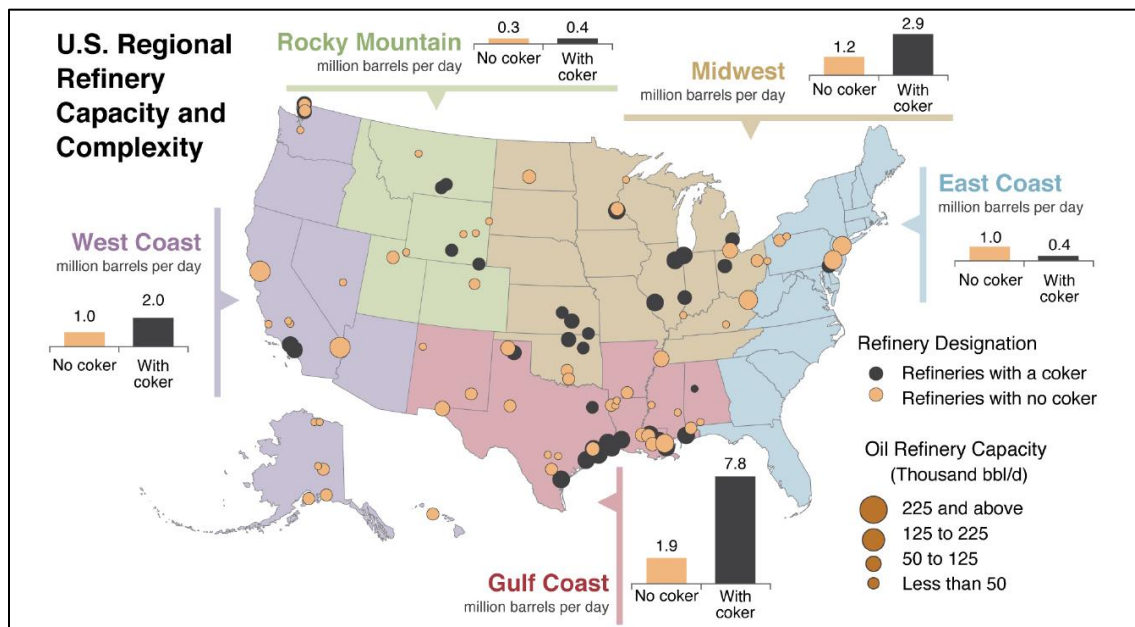 U.S. Regional
Refinery
Capacity and
Complexity
Rocky Mountain
million barrels per day
0.3
0.4
No coker
With
coker
Midwest
million barrels per day
1.2
2.9
No coker
With
coker
East Coast
million barrels per day
1.0
0.4
No coker
With
coker
West Coast
million barrels per day
1.0
2.0
No coker
With
coker
Gulf Coast
million barrels per day
1.9
7.8
No coker
With
coker
Refinery Designation
Refineries with a coker
Refineries with no coker
Oil Refinery Capacity
(Thousand bbl/d)
225 and above
125 to 225
50 to 125
Less than 50